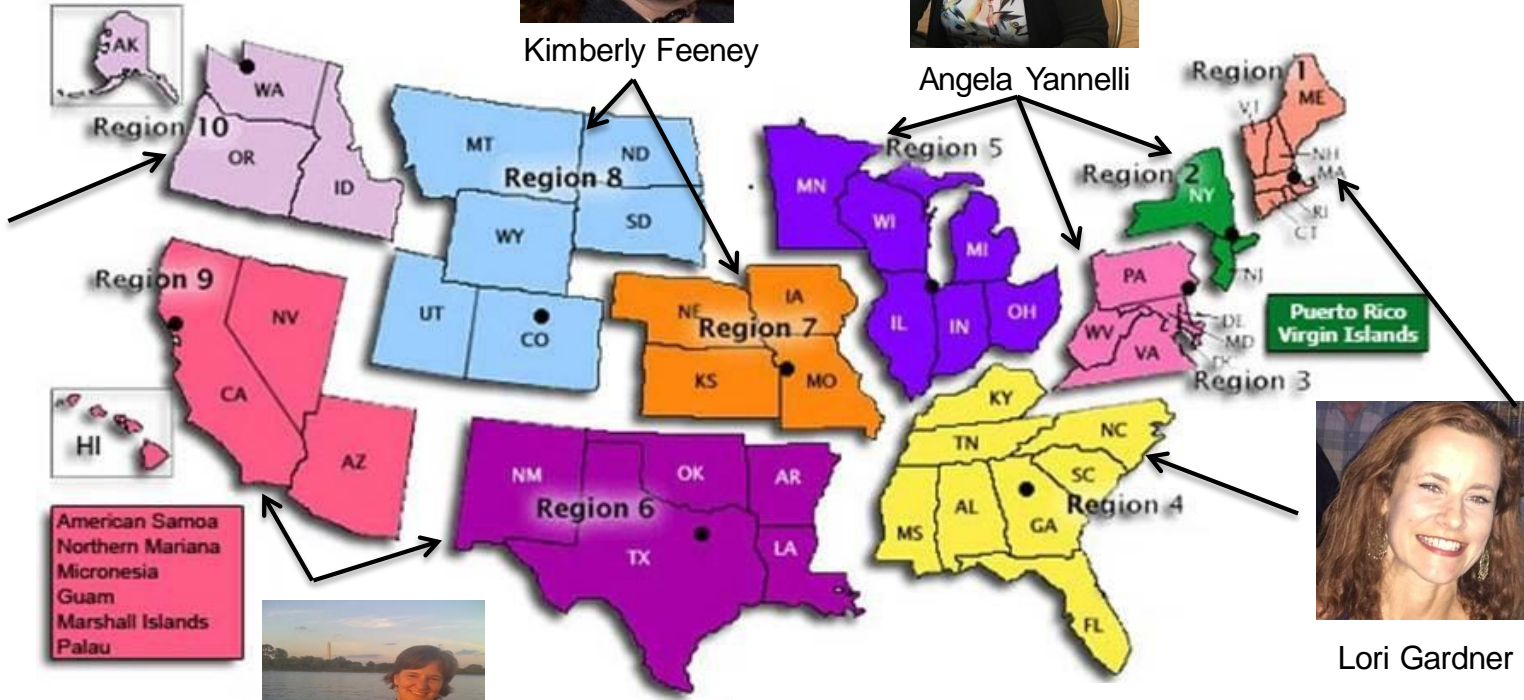 Kimberly Feeney
Angela Yannelli
AK
WA
Region 10
OR
ID
MT
ND
Region 8
WY
SD
UT
CO
Region 9
NV
CA
AZ
HI
American Samoa
Northern Mariana
Micronesia
Guam
Marshall Islands
Palau
NE
IA
Region 7
KS
MO
NM
OK
AR
Region 6
TX
LA
Region 5
MN
WI
MI
IL
IN
OH
Region 1
ME
VT
NH
MA
RI
CT
Region 2
NY
NJ
Puerto Rico
Virgin Islands
PA
WV
VA
DE
MD
Region 3
KY
TN
NC
SC
MS
AL
GA
Region 4
FL
Lori Gardner